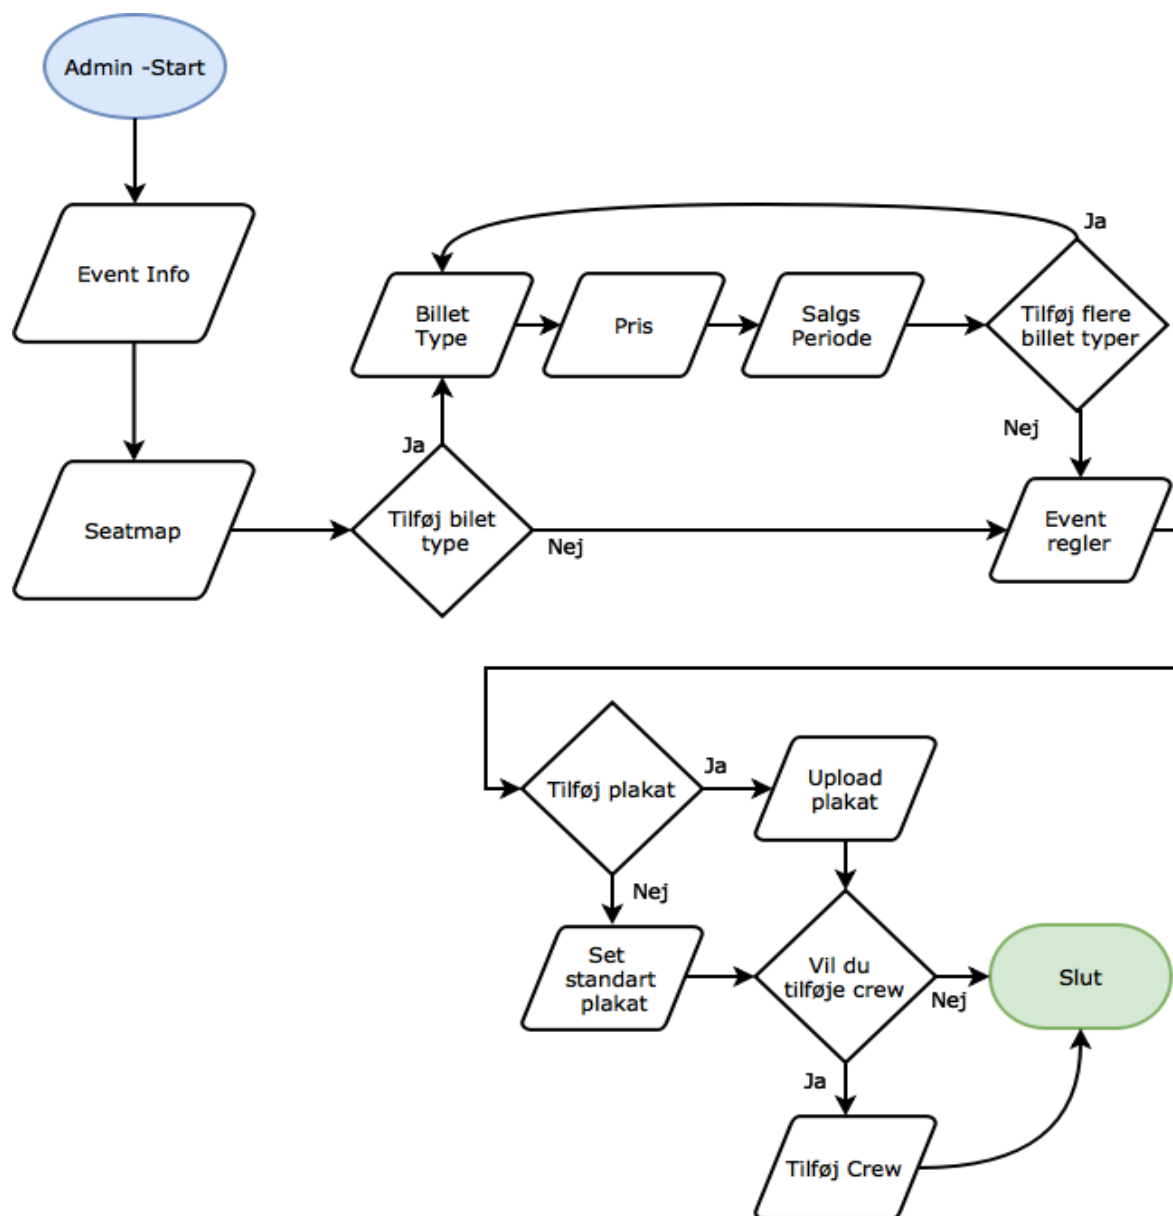 Admin -Start
Event Info
Seatmap
Tilføj bilet
type
Ja
Nej
Billet
Type
Pris
Salgs
Periode
Tilføj flere
billet typer
Ja
Nej
Event
regler
Tilføj plakat
Ja
Nej
Upload
plakat
Set
standart
plakat
Vil du
tilføje crew
Nej
Ja
Slut
Tilføj Crew